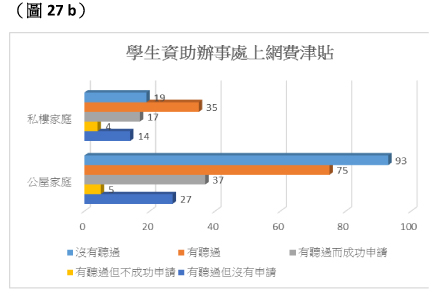 （圖 27 b）
學生資助辦事處上網費津貼
私樓家庭
19
35
17
4
14
公屋家庭
93
75
37
5
27
0 20 40 60 80 100
沒有聽過 有聽過 有聽過而成功申請
有聽過但不成功申請 有聽過但沒有申請